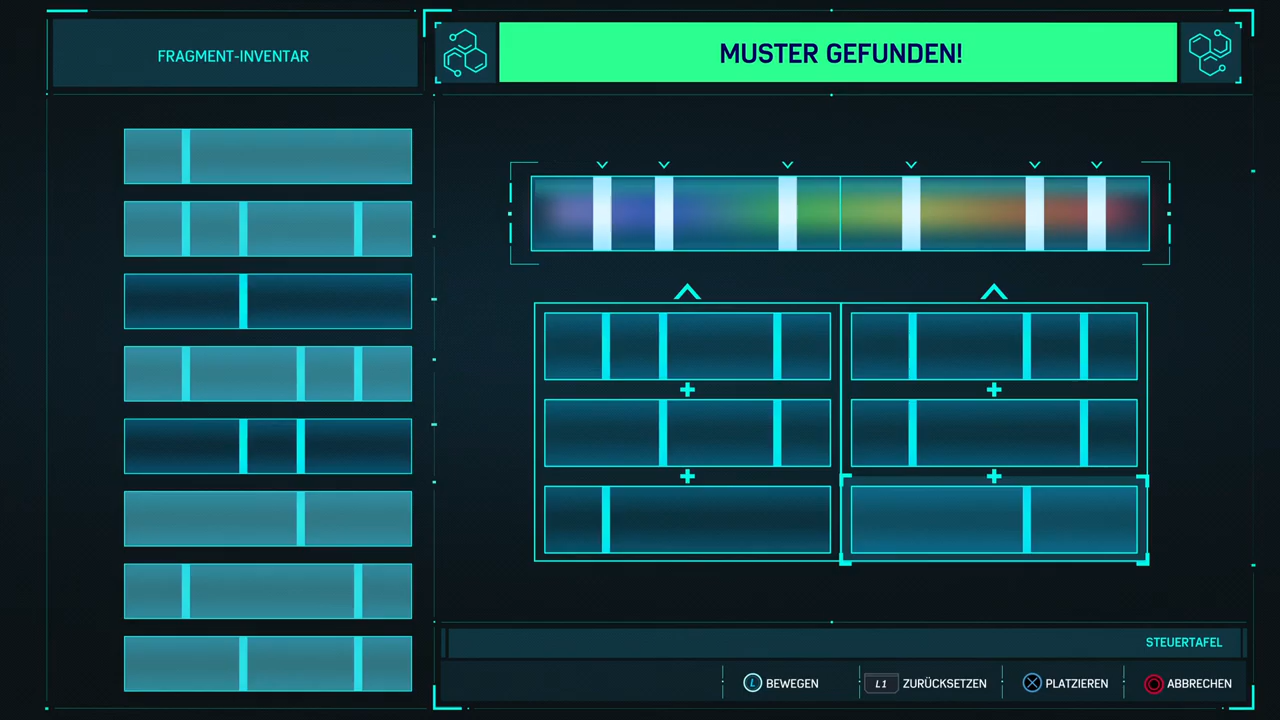 FRAGMENT-INVENTAR
MUSTER GEFUNDEN!
STEUERTAFEL
L BEWEGEN
L1 ZURÜCKSETZEN
PLATZIEREN
ABBRECHEN